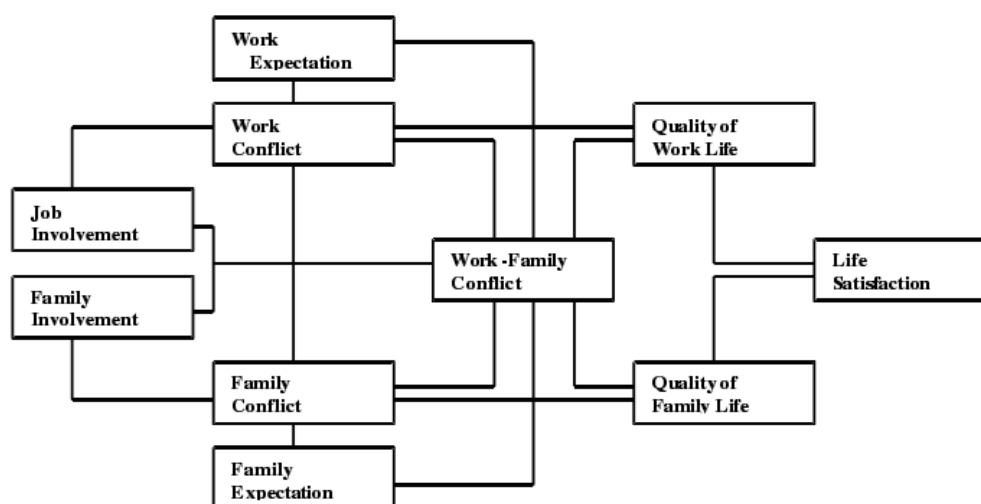 Work
Expectation
Work
Conflict
Quality of
Work Life
Job
Involvement
Work -Family
Conflict
Life
Satisfaction
Family
Involvement
Family
Conflict
Quality of
Family Life
Family
Expectation